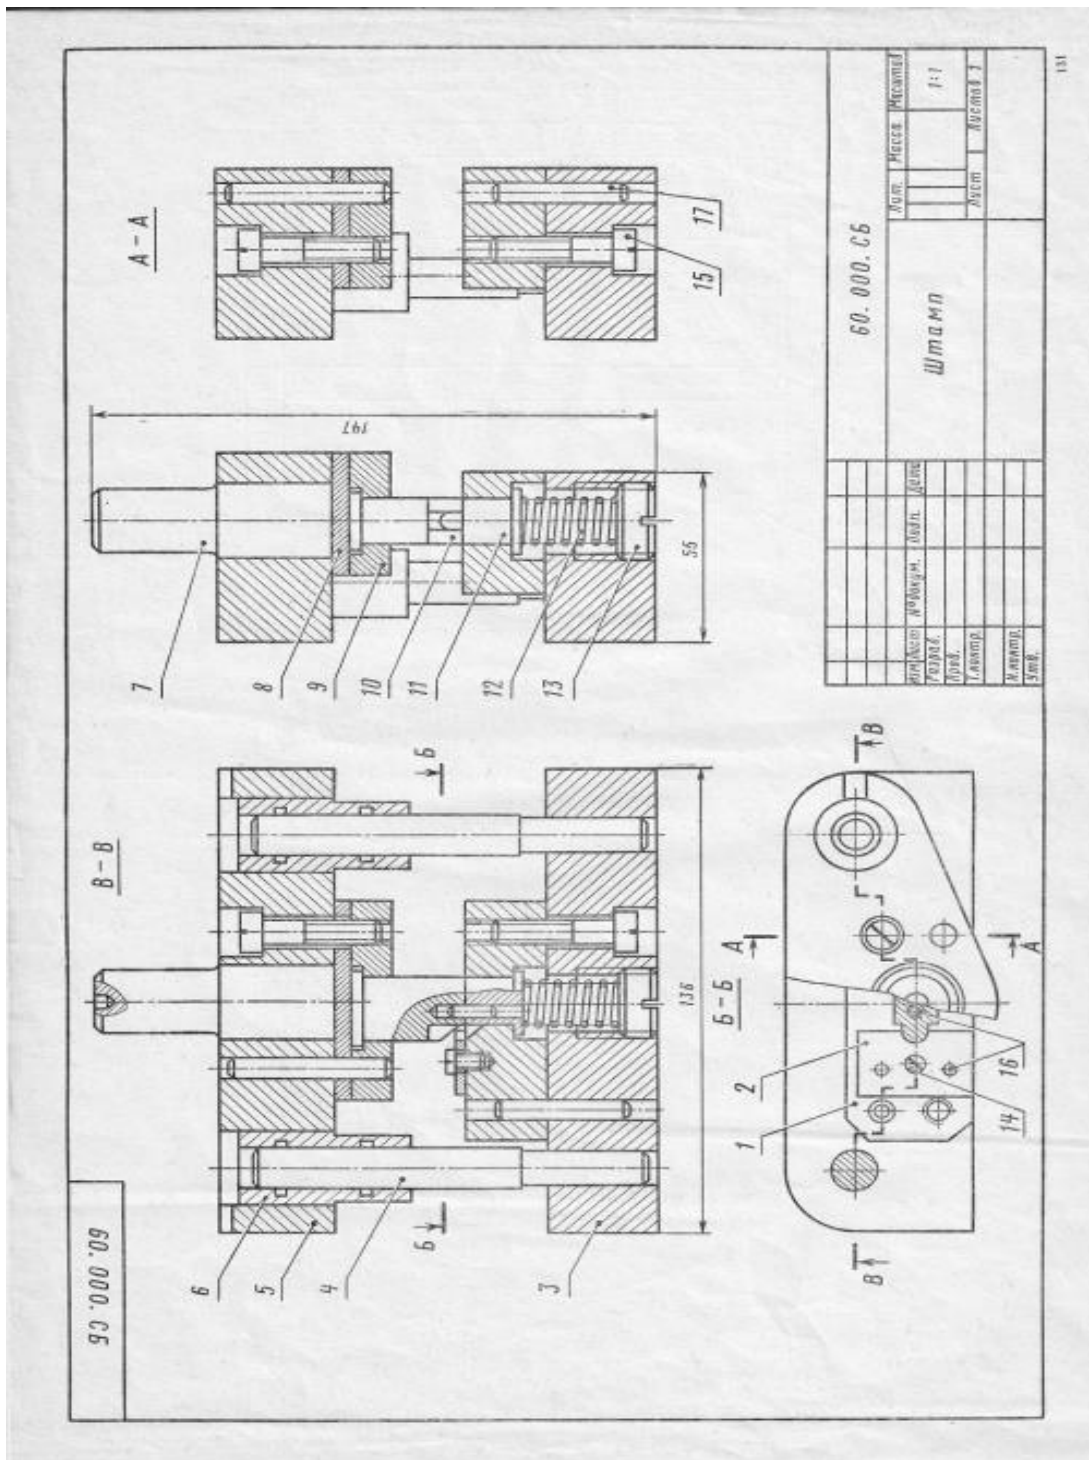 60. 000. СБ
В - В
А - А
Б
Б
6
5
4
3
136
7
8
9
10
11
12
13
147
56
15
17
Б - Б
В
В
А
А
1
2
14
16
60. 000. СБ
Штамп
Лит.
Масса
Масштаб
1:1
Лист
Листов 1
Изм
Лист
№ докум.
Подп.
Дата
Разраб.
Пров.
Т.контр.
Н.контр.
Утв.
131